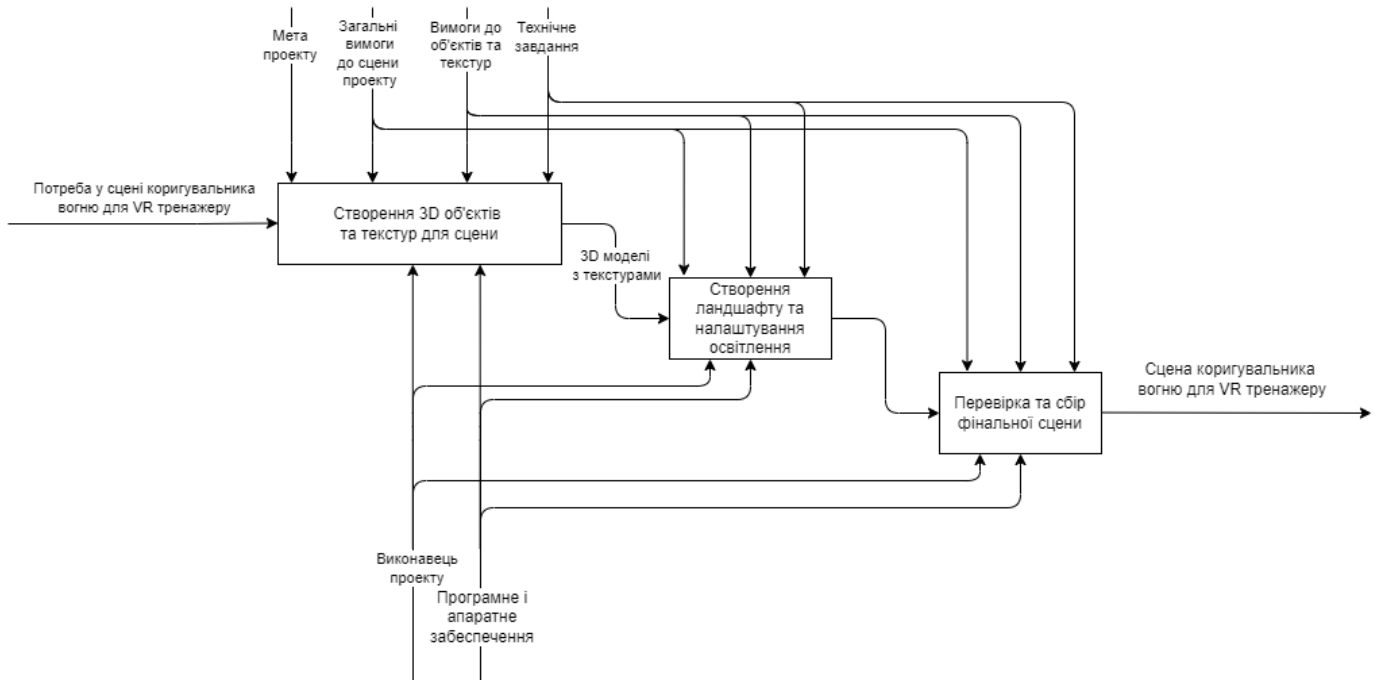 Мета
проекту
Загальні
вимоги
до сцени
проекту
Вимоги до
об'єктів та
текстур
Технічне
завдання
Потреба у сцені коригувальника
вогню для VR тренажеру
Створення 3D об'єктів
та текстур для сцени
3D моделі
з текстурами
Створення
ландшафту та
налаштування
освітлення
Перевірка та сбір
фінальної сцени
Сцена коригувальника
вогню для VR тренажеру
Виконавець
проекту
Програмне і
апаратне
забеспечення